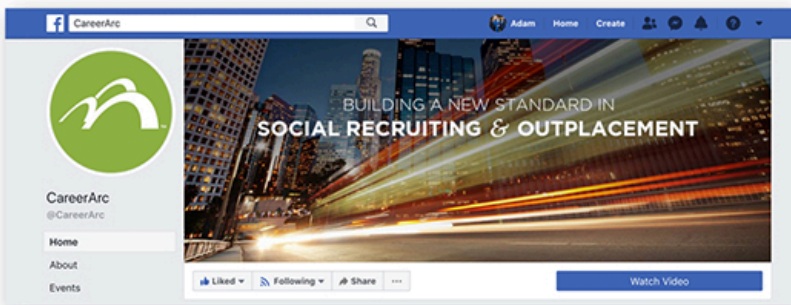 CareerArc
Adam Home Create
BUILDING A NEW STANDARD IN
SOCIAL RECRUITING & OUTPLACEMENT
CareerArc
@CareerArc
Home
About
Events
Liked Following Share ...
Watch Video